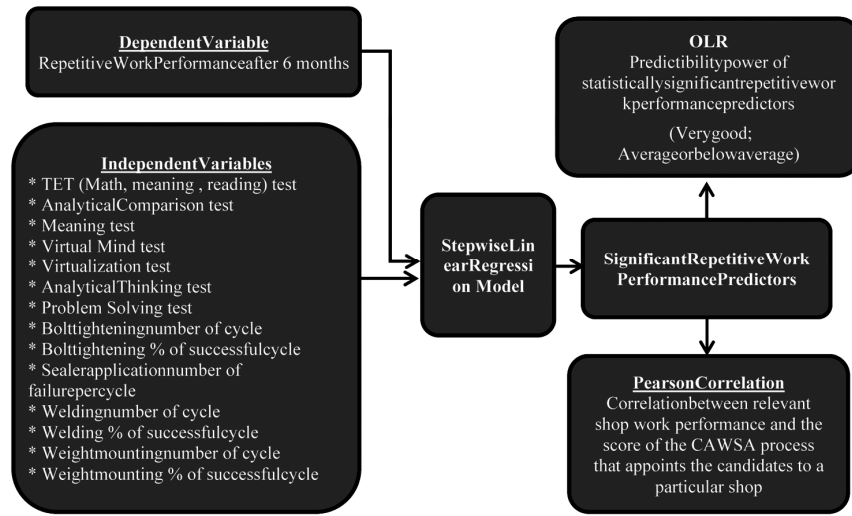 DependentVariable
RepetitiveWorkPerformanceafter 6 months
IndependentVariables
* TET (Math, meaning , reading) test
* AnalyticalComparison test
* Meaning test
* Virtual Mind test
* Virtualization test
* AnalyticalThinking test
* Problem Solving test
* Bolttighteningnumber of cycle
* Bolttightening % of successfulcycle
* Sealerapplicationnumber of
failurepercycle
* Weldingnumber of cycle
* Welding % of successfulcycle
* Weightmountingnumber of cycle
* Weightmounting % of successfulcycle
StepwiseLin
earRegressi
on Model
SignificantRepetitiveWork
PerformancePredictors
OLR
Predictibilitypower of
statisticallysignificantrepetitivewor
kperformancepredictors
(Verygood;
Averageorbelowaverage)
PearsonCorrelation
Correlationbetween relevant
shop work performance and the
score of the CAWSA process
that appoints the candidates to a
particular shop